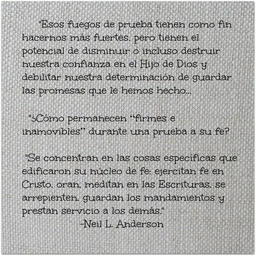 "Esos fuegos de prueba tienen como fin
hacernos más fuertes, pero tienen el
potencial de disminuir o incluso destruir
nuestra confianza en el Hijo de Dios y
debilitar nuestra determinación de guardar
las promesas que le hemos hecho...
"¿Cómo permanecen "firmes e
inamovibles" durante una prueba a su fe?
"Se concentran en las cosas específicas que
edificaron su núcleo de fe: ejercitan fe en
Cristo, oran, meditan en las Escrituras, se
arrepienten, guardan los mandamientos y
prestan servicio a los demás."
-Neil L. Anderson